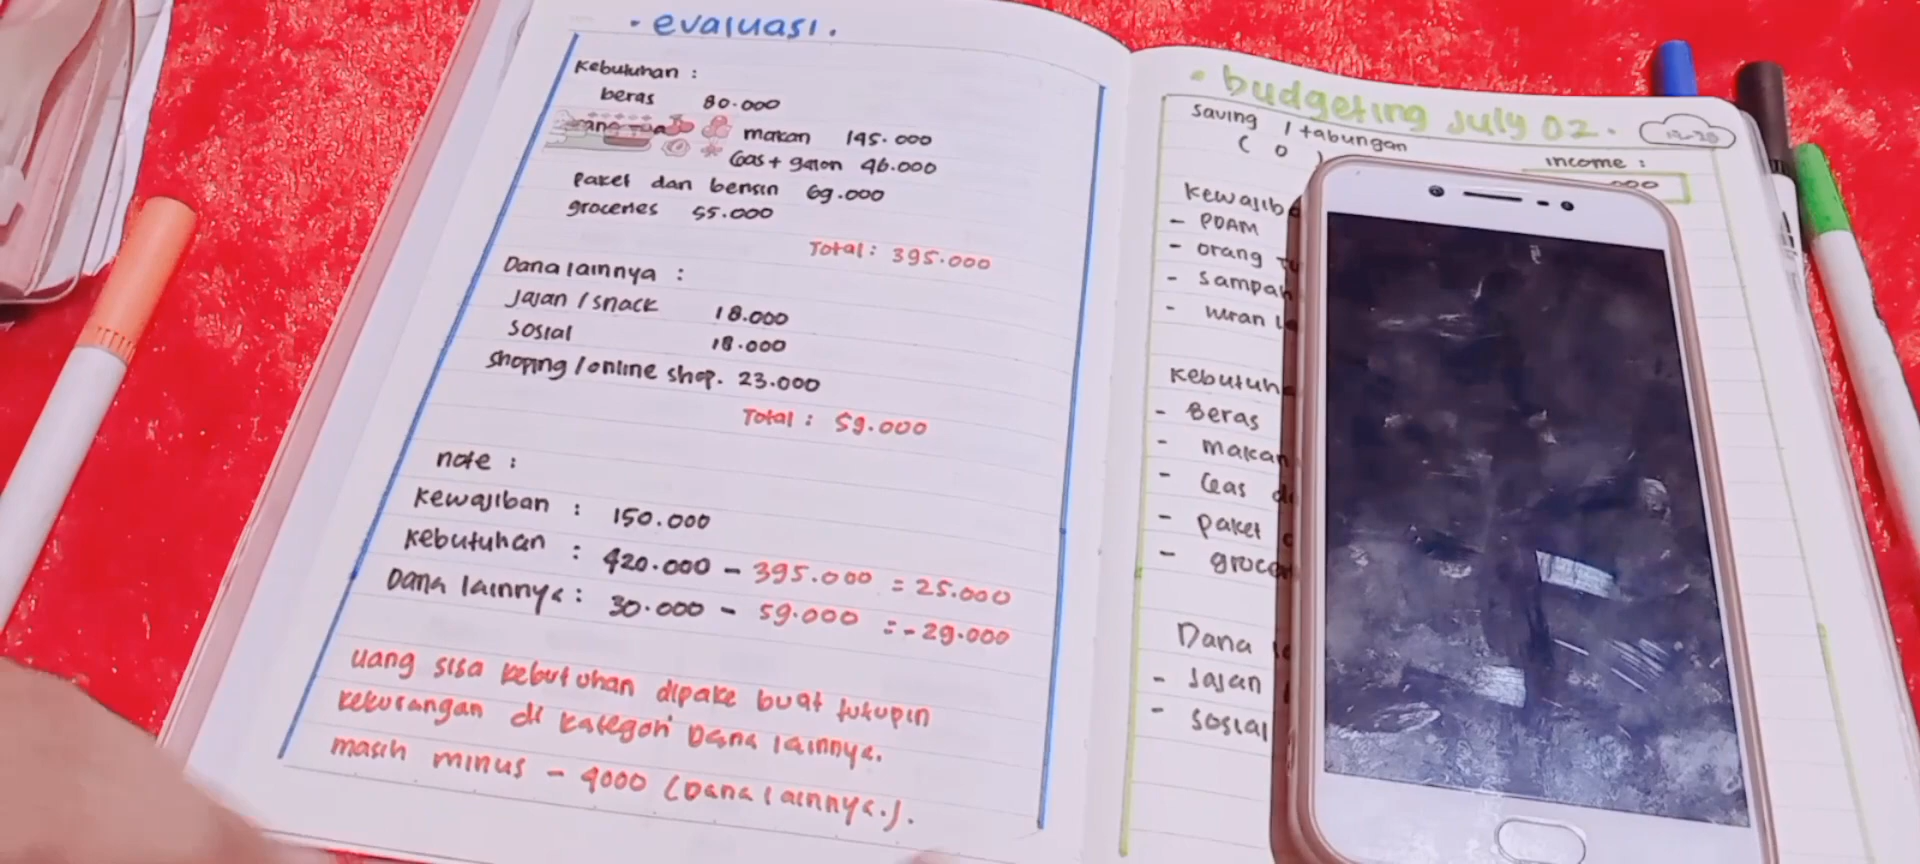 • evaluasi.
Kebutuhan :
beras 80.000
makan 145.000
Gas + galon 46.000
Paket dan bensin 69.000
groceries 55.000
Total : 395.000
Dana lainnya :
Jajan / snack 18.000
Sosial 18.000
Shoping / online shop. 23.000
Total : 59.000
note :
Kewajiban : 150.000
Kebutuhan : 420.000 - 395.000 = 25.000
Dana lainnya : 30.000 - 59.000 = - 29.000
uang sisa kebutuhan dipake buat tutupin
kekurangan di kategori Dana lainnya.
masih minus - 4000 (Dana lainnya.).
• budgeting July 02.
Saving / tabungan
( 0 )
income :
000
Kewajib
- PDAM
- orang
- Sampah
- Iuran
Kebutuh
- Beras
- makan
- Gas
- paket
- groce
Dana
- Jajan
- Sosial